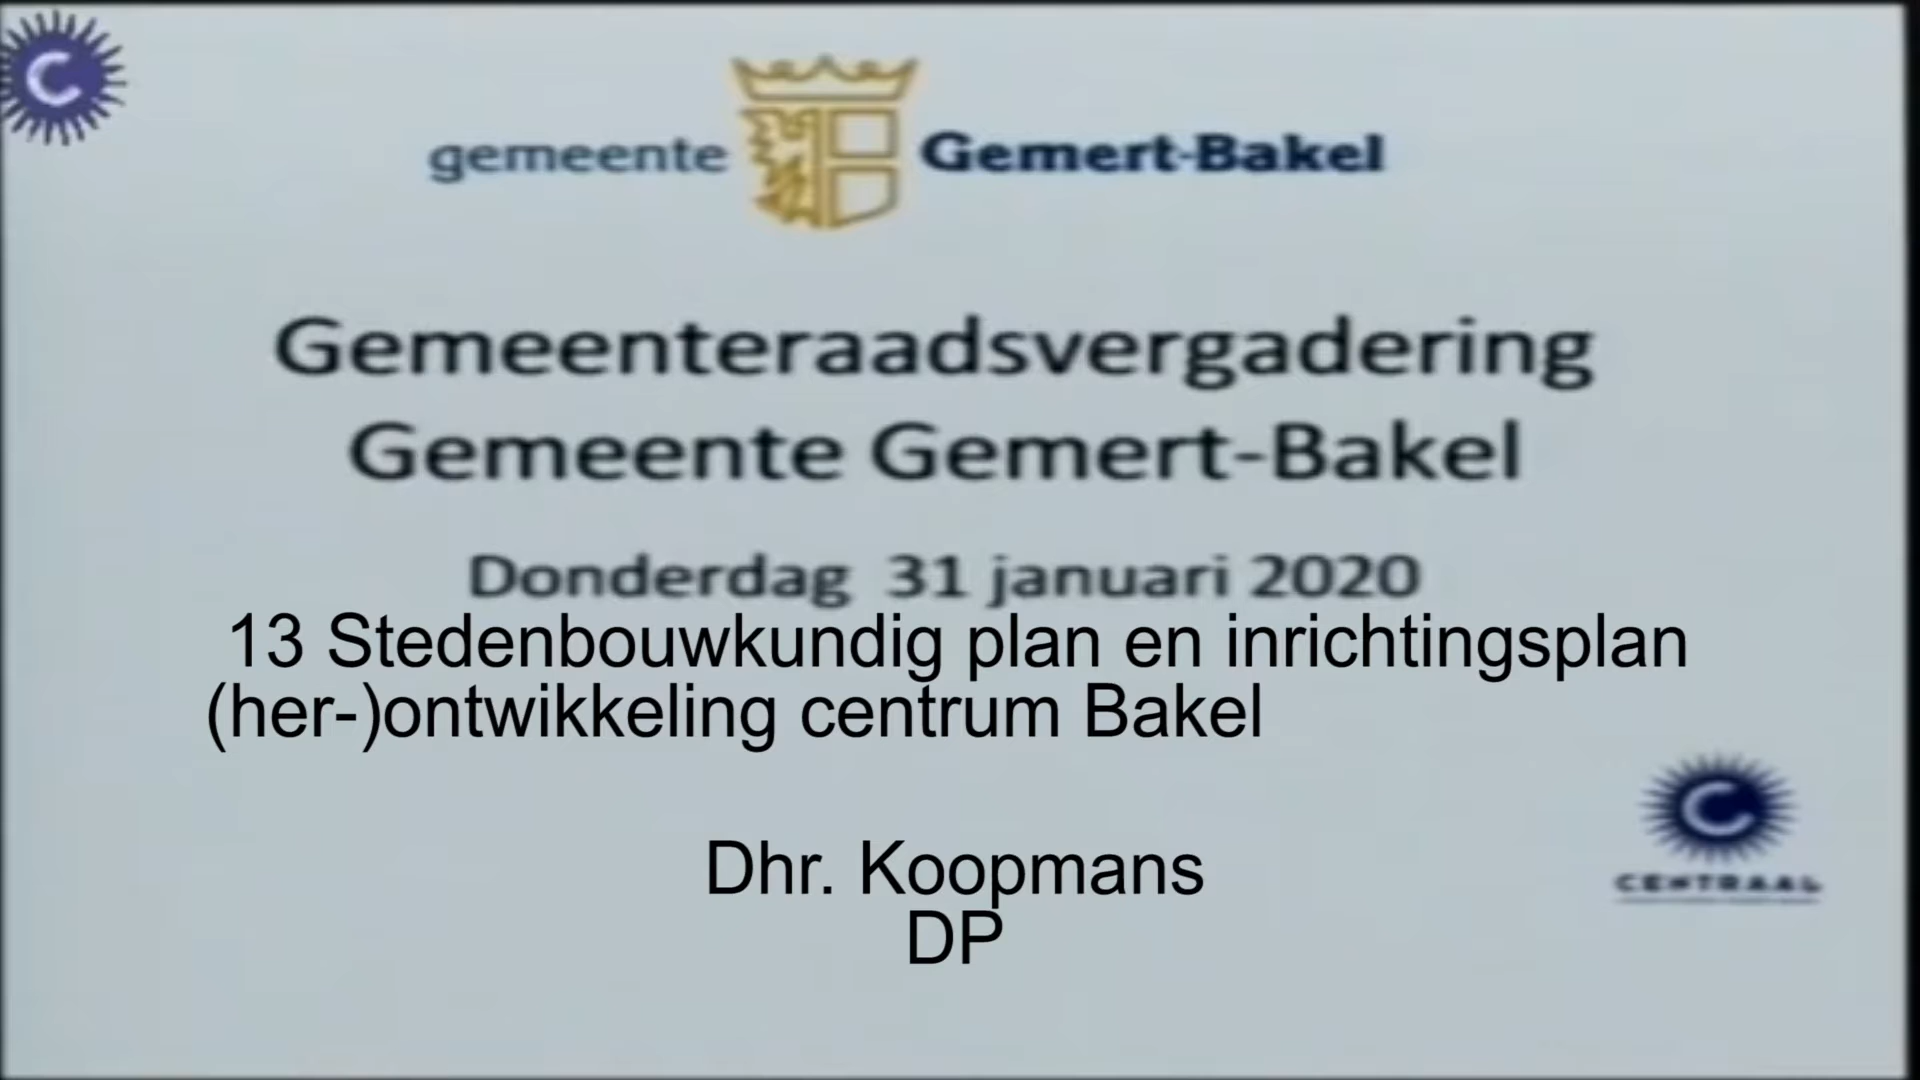 C
gemeente Gemert-Bakel
Gemeenteraadsvergadering
Gemeente Gemert-Bakel
Donderdag 31 januari 2020
13 Stedenbouwkundig plan en inrichtingsplan
(her-)ontwikkeling centrum Bakel
C
CENTRAAL
Dhr. Koopmans
DP